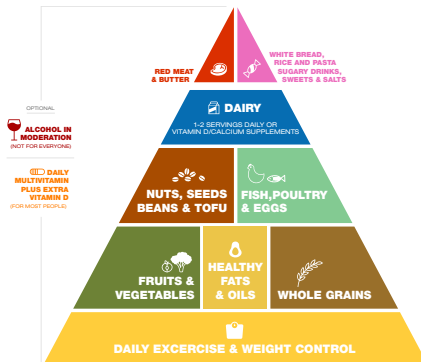 RED MEAT
& BUTTER
WHITE BREAD,
RICE AND PASTA
SUGARY DRINKS,
SWEETS & SALTS
OPTIONAL
ALCOHOL IN
MODERATION
(NOT FOR EVERYONE)
DAILY
MULTIVITAMIN
PLUS EXTRA
VITAMIN D
(FOR MOST PEOPLE)
DAIRY
1-2 SERVINGS DAILY OR
VITAMIN D/CALCIUM SUPPLEMENTS
NUTS, SEEDS
BEANS & TOFU
FISH,POULTRY
& EGGS
FRUITS &
VEGETABLES
HEALTHY
FATS
& OILS
WHOLE GRAINS
DAILY EXCERCISE & WEIGHT CONTROL